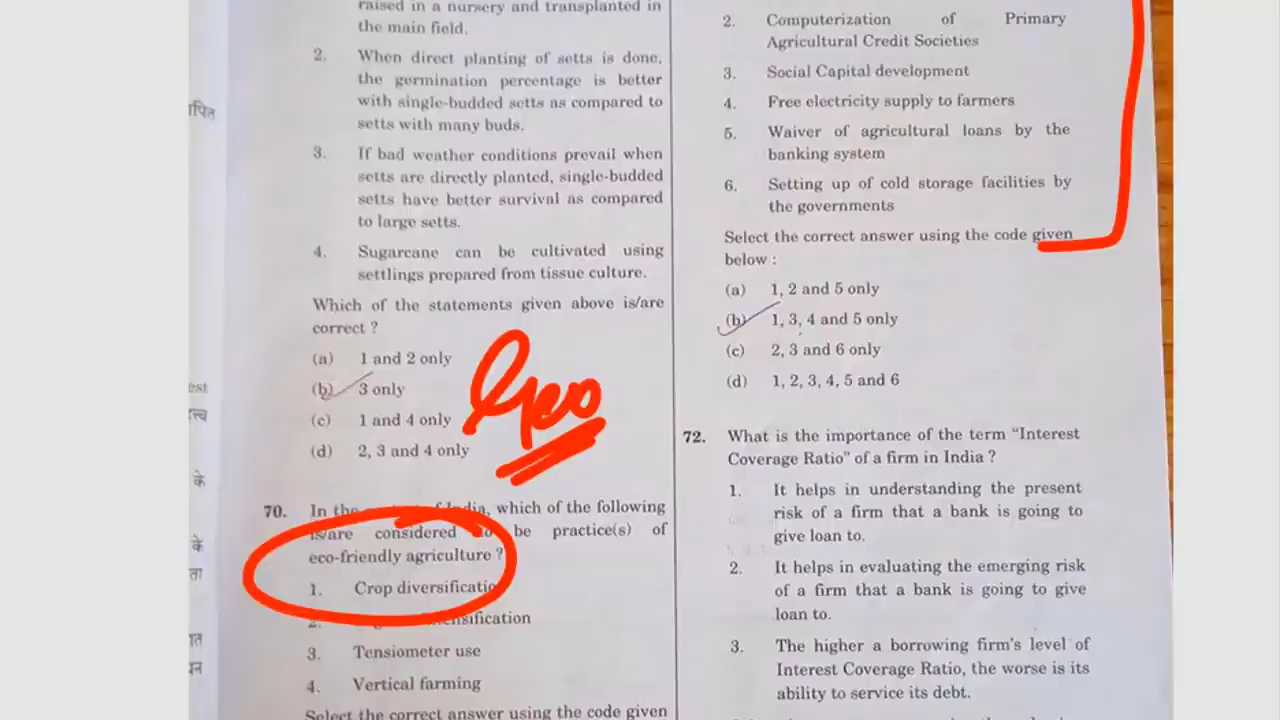 raised in a nursery and transplanted in
the main field.
2. When direct planting of setts is done,
the germination percentage is better
with single-budded setts as compared to
setts with many buds.
3. If bad weather conditions prevail when
setts are directly planted, single-budded
setts have better survival as compared
to large setts.
4. Sugarcane can be cultivated using
settlings prepared from tissue culture.
Which of the statements given above is/are
correct ?
(a) 1 and 2 only
(b) 3 only
(c) 1 and 4 only
(d) 2, 3 and 4 only
70. In the of India, which of the following
is/are considered to be practice(s) of
eco-friendly agriculture ?
1. Crop diversification
2.
3. Tensiometer use
4. Vertical farming
Select the correct answer using the code given
2. Computerization of Primary
Agricultural Credit Societies
3. Social Capital development
4. Free electricity supply to farmers
5. Waiver of agricultural loans by the
banking system
6. Setting up of cold storage facilities by
the governments
Select the correct answer using the code given
below :
(a) 1, 2 and 5 only
(b) 1, 3, 4 and 5 only
(c) 2, 3 and 6 only
(d) 1, 2, 3, 4, 5 and 6
72. What is the importance of the term “Interest
Coverage Ratio” of a firm in India ?
1. It helps in understanding the present
risk of a firm that a bank is going to
give loan to.
2. It helps in evaluating the emerging risk
of a firm that a bank is going to give
loan to.
3. The higher a borrowing firm’s level of
Interest Coverage Ratio, the worse is its
ability to service its debt.